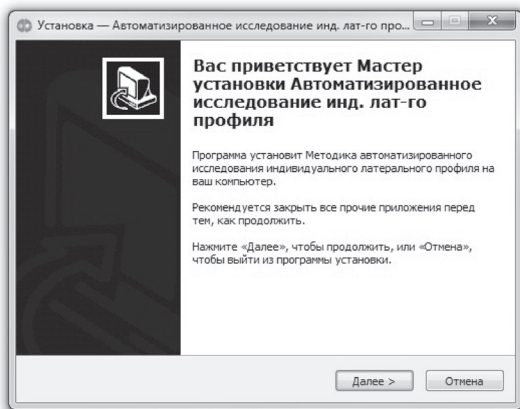 Установка — Автоматизированное исследование инд. лат-го про...
Вас приветствует Мастер
установки Автоматизированное
исследование инд. лат-го
профиля
Программа установит Методика автоматизированного
исследования индивидуального латерального профиля на
ваш компьютер.
Рекомендуется закрыть все прочие приложения перед
тем, как продолжить.
Нажмите «Далее», чтобы продолжить, или «Отмена»,
чтобы выйти из программы установки.
Далее >
Отмена